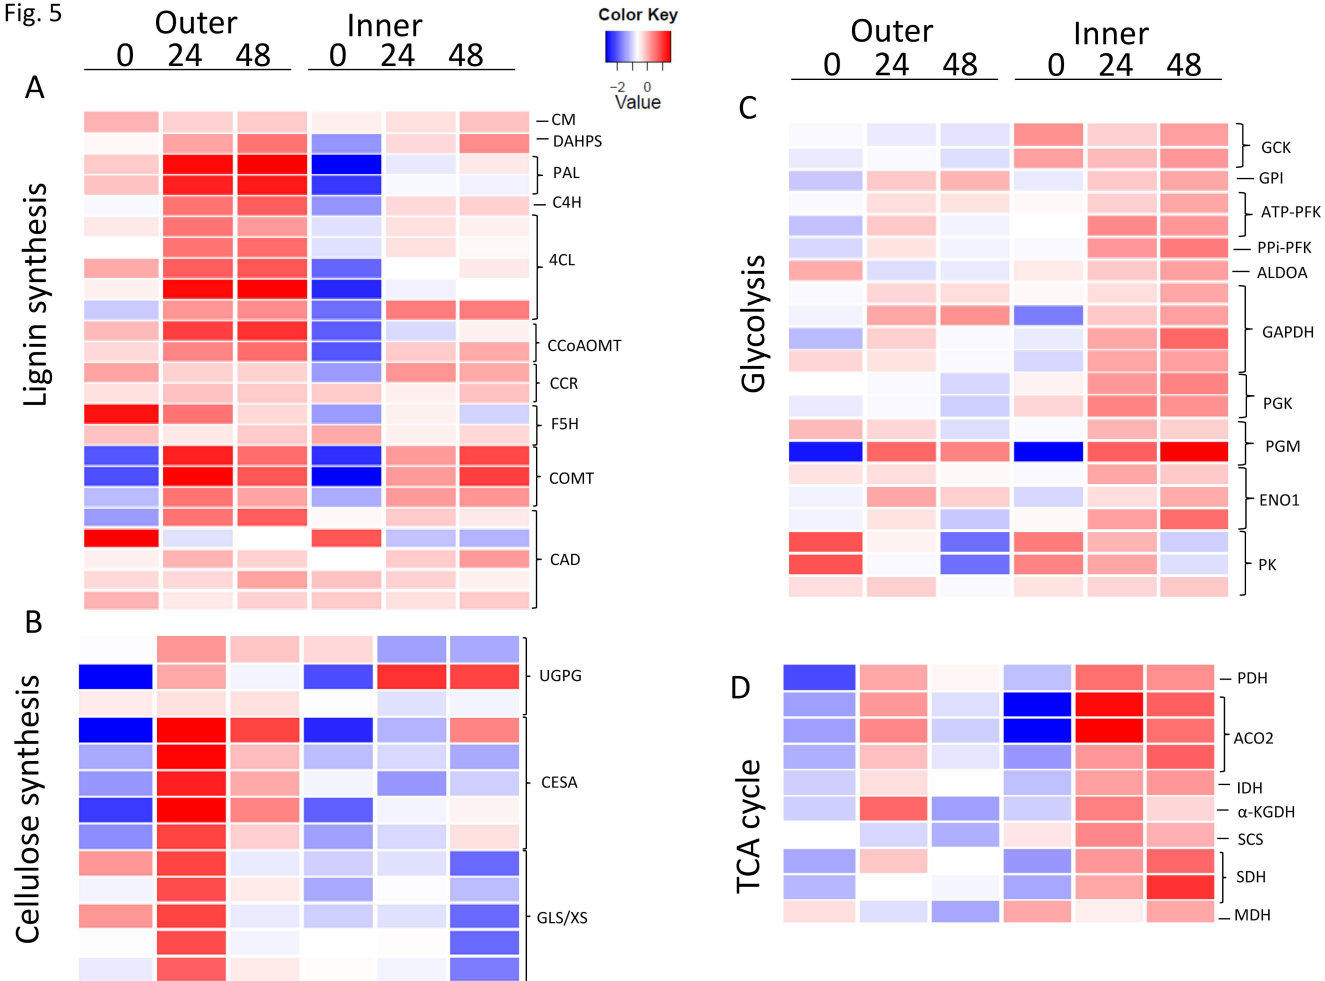 Fig. 5
Outer Inner
0 24 48 0 24 48
Color Key
−2 0
Value
A
Lignin synthesis
CM
DAHPS
PAL
C4H
4CL
CCoAOMT
CCR
F5H
COMT
CAD
B
Cellulose synthesis
UGPG
CESA
GLS/XS
Outer Inner
0 24 48 0 24 48
C
Glycolysis
GCK
GPI
ATP-PFK
PPi-PFK
ALDOA
GAPDH
PGK
PGM
ENO1
PK
D
TCA cycle
PDH
ACO2
IDH
α-KGDH
SCS
SDH
MDH